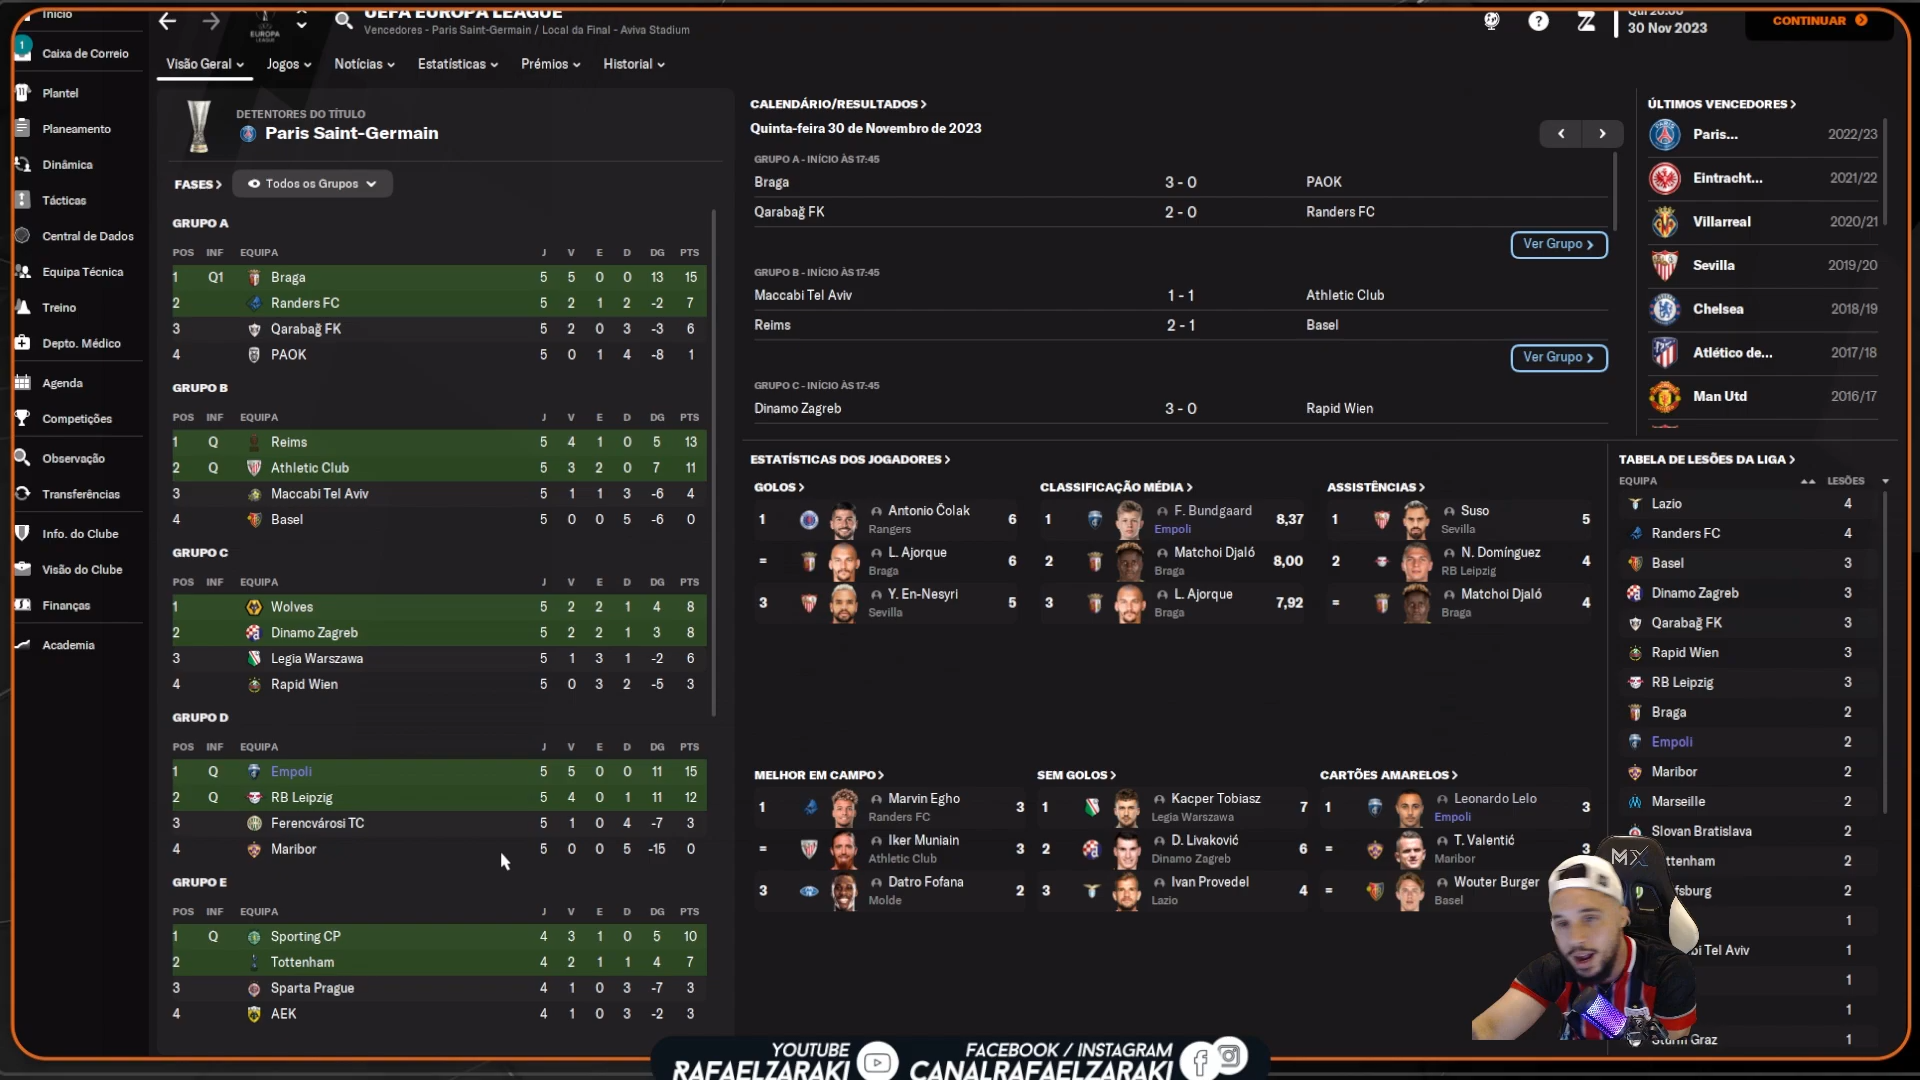 Início
1
Caixa de Correio
Plantel
Planeamento
Dinâmica
Tácticas
Central de Dados
Equipa Técnica
Treino
Depto. Médico
Agenda
Competições
Observação
Transferências
Info. do Clube
Visão do Clube
Finanças
Academia
UEFA EUROPA LEAGUE
Vencedores - Paris Saint-Germain / Local da Final - Aviva Stadium
30 Nov 2023
CONTINUAR
Visão Geral
Jogos
Notícias
Estatísticas
Prémios
Historial
DETENTORES DO TÍTULO
Paris Saint-Germain
FASES >
Todos os Grupos
GRUPO A
POS INF EQUIPA J V E D DG PTS
1 Q1 Braga 5 5 0 0 13 15
2 Randers FC 5 2 1 2 -2 7
3 Qarabağ FK 5 2 0 3 -3 6
4 PAOK 5 0 1 4 -8 1
GRUPO B
POS INF EQUIPA J V E D DG PTS
1 Q Reims 5 4 1 0 5 13
2 Q Athletic Club 5 3 2 0 7 11
3 Maccabi Tel Aviv 5 1 1 3 -6 4
4 Basel 5 0 0 5 -6 0
GRUPO C
POS INF EQUIPA J V E D DG PTS
1 Wolves 5 2 2 1 4 8
2 Dinamo Zagreb 5 2 2 1 3 8
3 Legia Warszawa 5 1 3 1 -2 6
4 Rapid Wien 5 0 3 2 -5 3
GRUPO D
POS INF EQUIPA J V E D DG PTS
1 Q Empoli 5 5 0 0 11 15
2 Q RB Leipzig 5 4 0 1 11 12
3 Ferencvárosi TC 5 1 0 4 -7 3
4 Maribor 5 0 0 5 -15 0
GRUPO E
POS INF EQUIPA J V E D DG PTS
1 Q Sporting CP 4 3 1 0 5 10
2 Tottenham 4 2 1 1 4 7
3 Sparta Prague 4 1 0 3 -7 3
4 AEK 4 1 0 3 -2 3
CALENDÁRIO/RESULTADOS >
Quinta-feira 30 de Novembro de 2023
GRUPO A - INÍCIO ÀS 17:45
Braga 3 - 0 PAOK
Qarabağ FK 2 - 0 Randers FC
Ver Grupo >
GRUPO B - INÍCIO ÀS 17:45
Maccabi Tel Aviv 1 - 1 Athletic Club
Reims 2 - 1 Basel
Ver Grupo >
GRUPO C - INÍCIO ÀS 17:45
Dinamo Zagreb 3 - 0 Rapid Wien
ÚLTIMOS VENCEDORES >
Paris... 2022/23
Eintracht... 2021/22
Villarreal 2020/21
Sevilla 2019/20
Chelsea 2018/19
Atlético de... 2017/18
Man Utd 2016/17
ESTATÍSTICAS DOS JOGADORES >
GOLOS >
1 Antonio Čolak 6
Rangers
= L. Ajorque 6
Braga
3 Y. En-Nesyri 5
Sevilla
CLASSIFICAÇÃO MÉDIA >
1 F. Bundgaard 8,37
Empoli
2 Matchoi Djaló 8,00
Braga
3 L. Ajorque 7,92
Braga
ASSISTÊNCIAS >
1 Suso 5
Sevilla
2 N. Domínguez 4
RB Leipzig
= Matchoi Djaló 4
Braga
MELHOR EM CAMPO >
1 Marvin Egho 3
Randers FC
= Iker Muniain 3
Athletic Club
3 Datro Fofana 2
Molde
SEM GOLOS >
1 Kacper Tobiasz 7
Legia Warszawa
2 D. Livaković 6
Dinamo Zagreb
3 Ivan Provedel 4
Lazio
CARTÕES AMARELOS >
1 Leonardo Lelo 3
Empoli
= T. Valentić 3
Maribor
= Wouter Burger
Basel
TABELA DE LESÕES DA LIGA >
EQUIPA LESÕES
Lazio 4
Randers FC 4
Basel 3
Dinamo Zagreb 3
Qarabağ FK 3
Rapid Wien 3
RB Leipzig 3
Braga 2
Empoli 2
Maribor 2
Marseille 2
Slovan Bratislava 2
ttenham 2
fsburg 2
1
bi Tel Aviv 1
1
1
Sturm Graz 1
MX
YOUTUBE
RAFAELZARAKI
FACEBOOK / INSTAGRAM
CANALRAFAELZARAKI